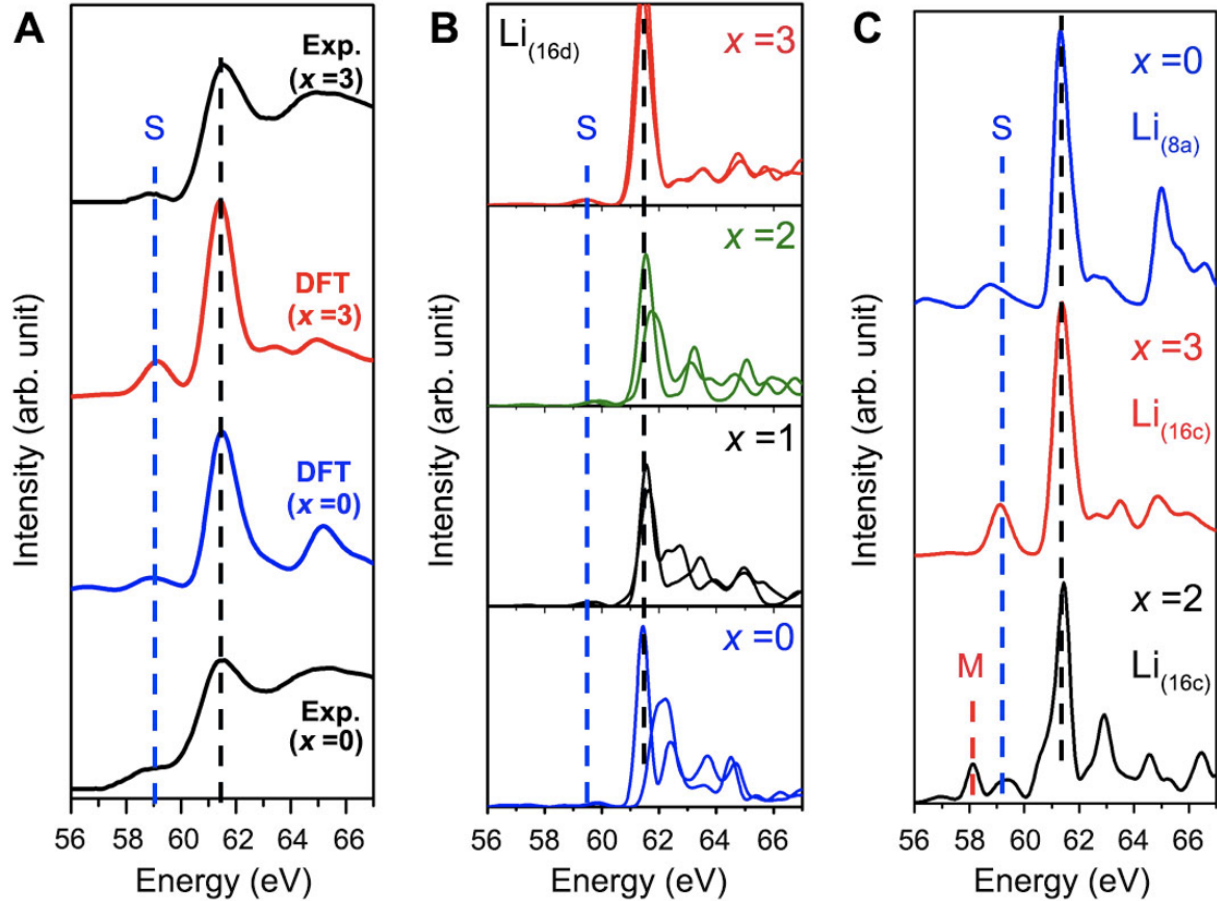 A
Exp.
(x =3)
S
DFT
(x =3)
DFT
(x =0)
Exp.
(x =0)
Intensity (arb. unit)
56 58 60 62 64 66
Energy (eV)
B
Li(16d)
x =3
S
x =2
x =1
x =0
Intensity (arb. unit)
56 58 60 62 64 66
Energy (eV)
C
x =0
Li(8a)
S
x =3
Li(16c)
x =2
Li(16c)
M
Intensity (arb. unit)
56 58 60 62 64 66
Energy (eV)